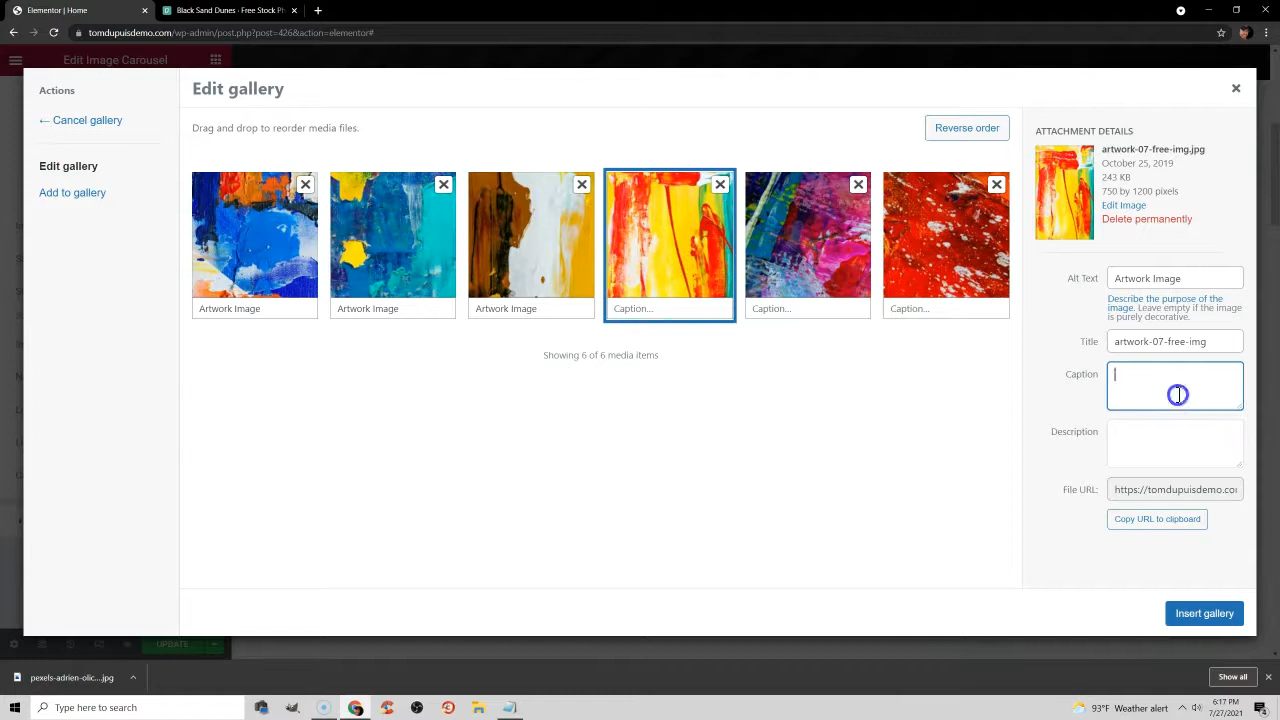 Elementor | Home
Black Sand Dunes · Free Stock Ph
tomdupuisdemo.com/wp-admin/post.php?post=426&action=elementor#
Edit Image Carousel
Actions
← Cancel gallery
Edit gallery
Add to gallery
Edit gallery
Drag and drop to reorder media files.
Reverse order
Artwork Image
Artwork Image
Artwork Image
Caption...
Caption...
Caption...
Showing 6 of 6 media items
ATTACHMENT DETAILS
artwork-07-free-img.jpg
October 25, 2019
243 KB
750 by 1200 pixels
Edit Image
Delete permanently
Alt Text
Artwork Image
Describe the purpose of the
image. Leave empty if the image
is purely decorative.
Title
artwork-07-free-img
Caption
Description
File URL:
https://tomdupuisdemo.co
Copy URL to clipboard
Insert gallery
UPDATE
pexels-adrien-olic...jpg
Show all
Type here to search
93°F Weather alert
6:17 PM
7/27/2021
4